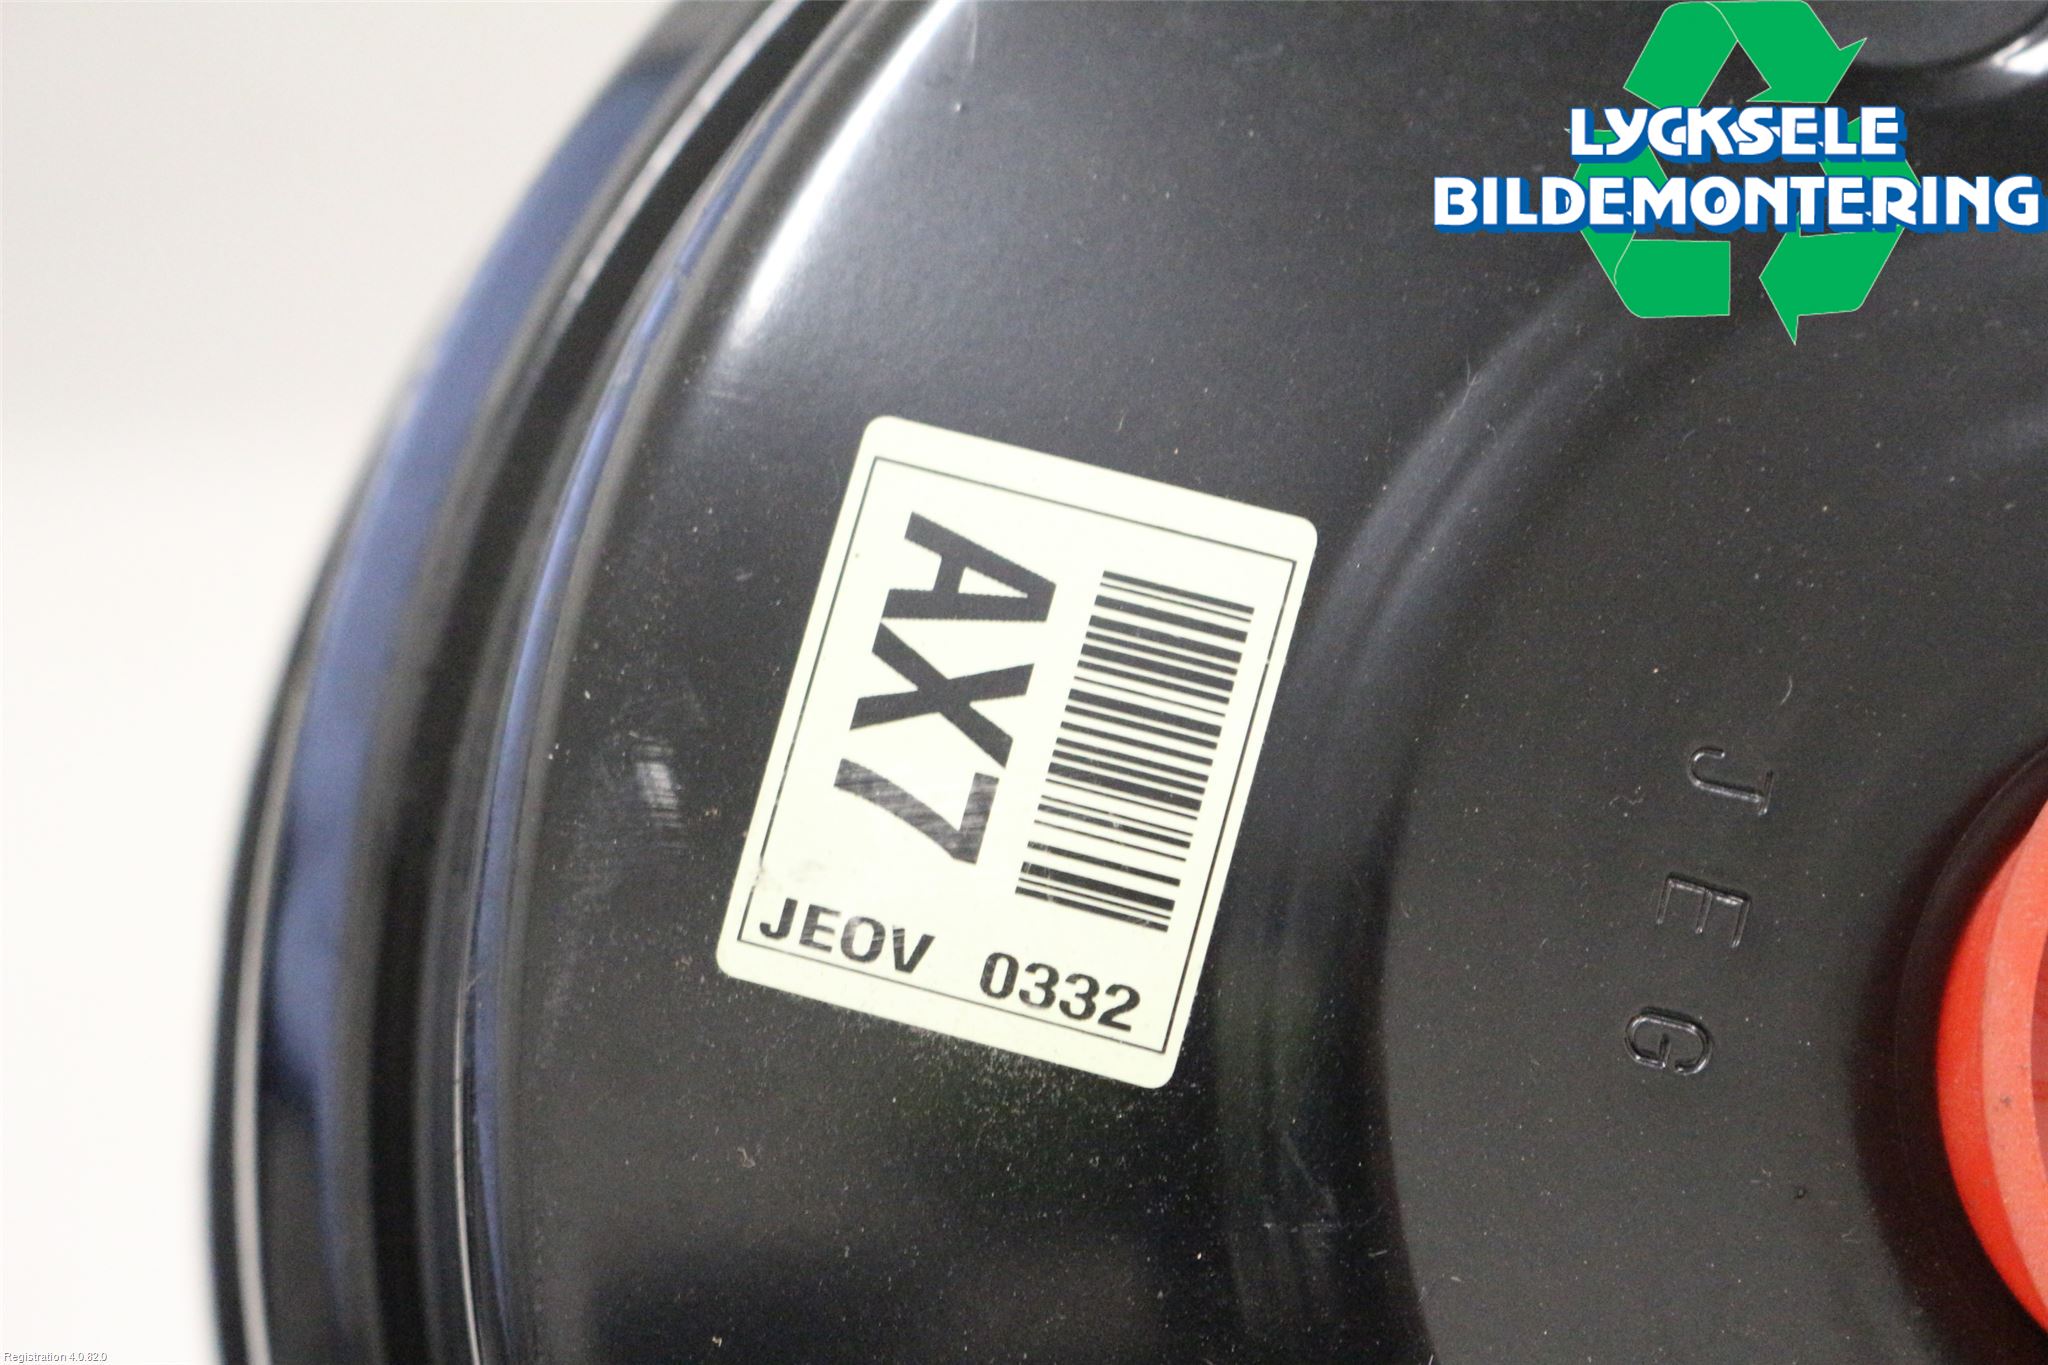 LYCKSELE
BILDEMONTERING
AX7
JEOV 0332
JEG
Registration 4.0.82.0